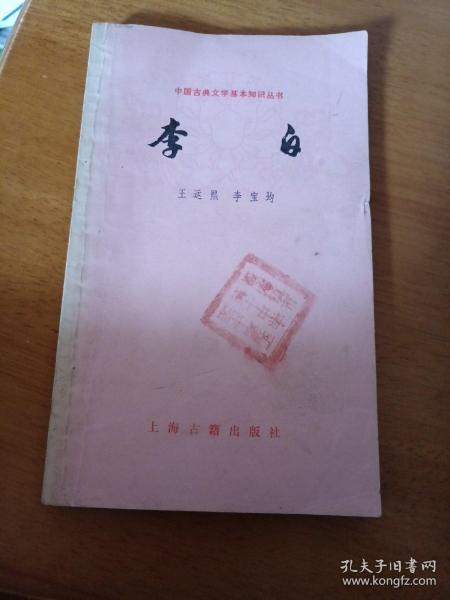 中国古典文学基本知识丛书
李白
王运熙 李宝均
上海古籍出版社
孔夫子旧书网
www.kongfz.com